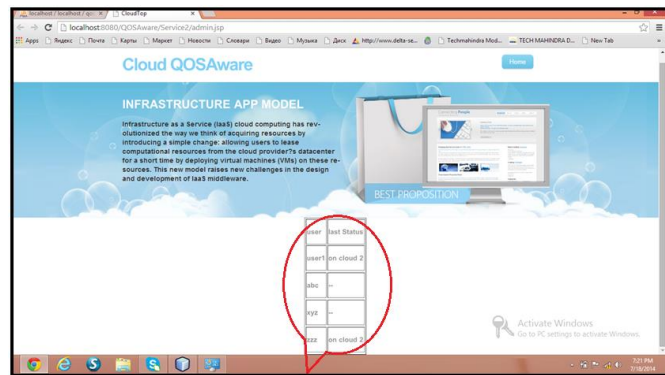 localhost / localhost / qos
CloudTop
localhost:8080/QOSAware/Service2/admin.jsp
Apps Яндекс Почта Карты Маркет Новости Словари Видео Музыка Диск http://www.delta-se... Techmahindra Mod... TECH MAHINDRA D... New Tab
Cloud QOSAware
Home
INFRASTRUCTURE APP MODEL
Infrastructure as a Service (IaaS) cloud computing has rev-
olutionized the way we think of acquiring resources by
introducing a simple change: allowing users to lease
computational resources from the cloud provider?s datacenter
for a short time by deploying virtual machines (VMs) on these re-
sources. This new model raises new challenges in the design
and development of IaaS middleware.
BEST PROPOSITION
user last Status
user1 on cloud 2
abc --
xyz --
zzz on cloud 2
Activate Windows
Go to PC settings to activate Windows.
7:21 PM
7/18/2014